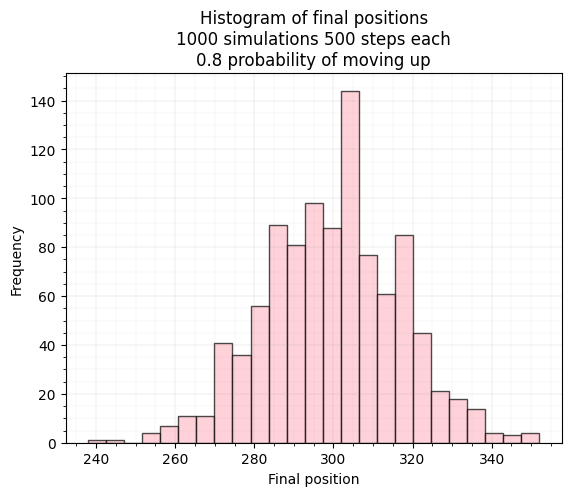 Histogram of final positions
1000 simulations 500 steps each
0.8 probability of moving up
140
120
100
80
60
40
20
0
Frequency
240 260 280 300 320 340
Final position